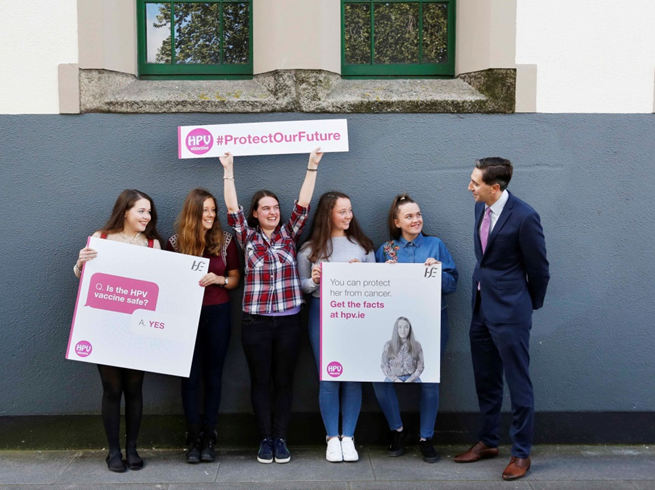 HPV
#ProtectOurFuture
Q. Is the HPV
vaccine safe?
A. YES
HPV
You can protect
her from cancer.
Get the facts
at hpv.ie
HPV